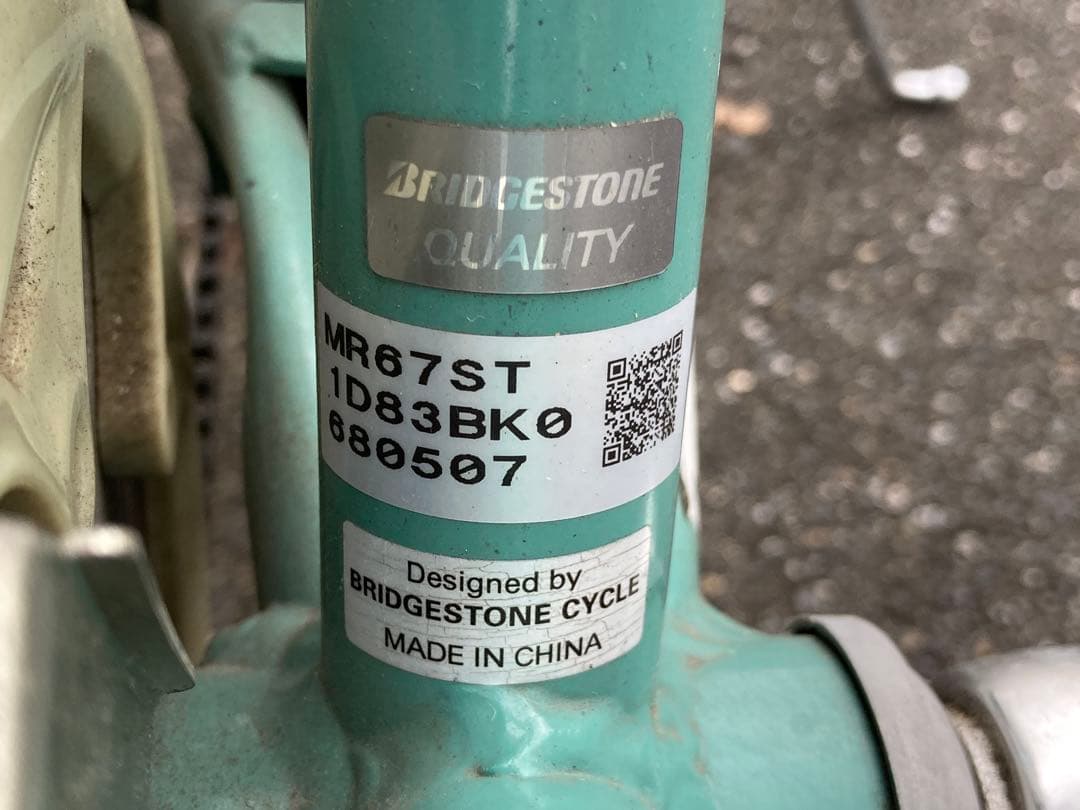 BRIDGESTONE
QUALITY
MR67ST
1D83BK0
680507
Designed by
BRIDGESTONE CYCLE
MADE IN CHINA